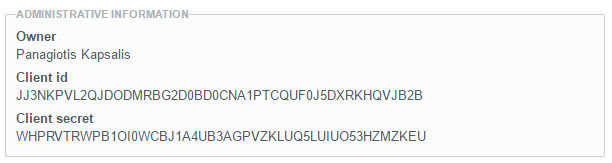 ADMINISTRATIVE INFORMATION
Owner
Panagiotis Kapsalis
Client id
JJ3NKPVL2QJDODMRBG2D0BD0CNA1PTCQUF0J5DXRKHQVJB2B
Client secret
WHPRVTRWPB1OI0WCBJ1A4UB3AGPVZKLUQ5LUIUO53HZMZKEU